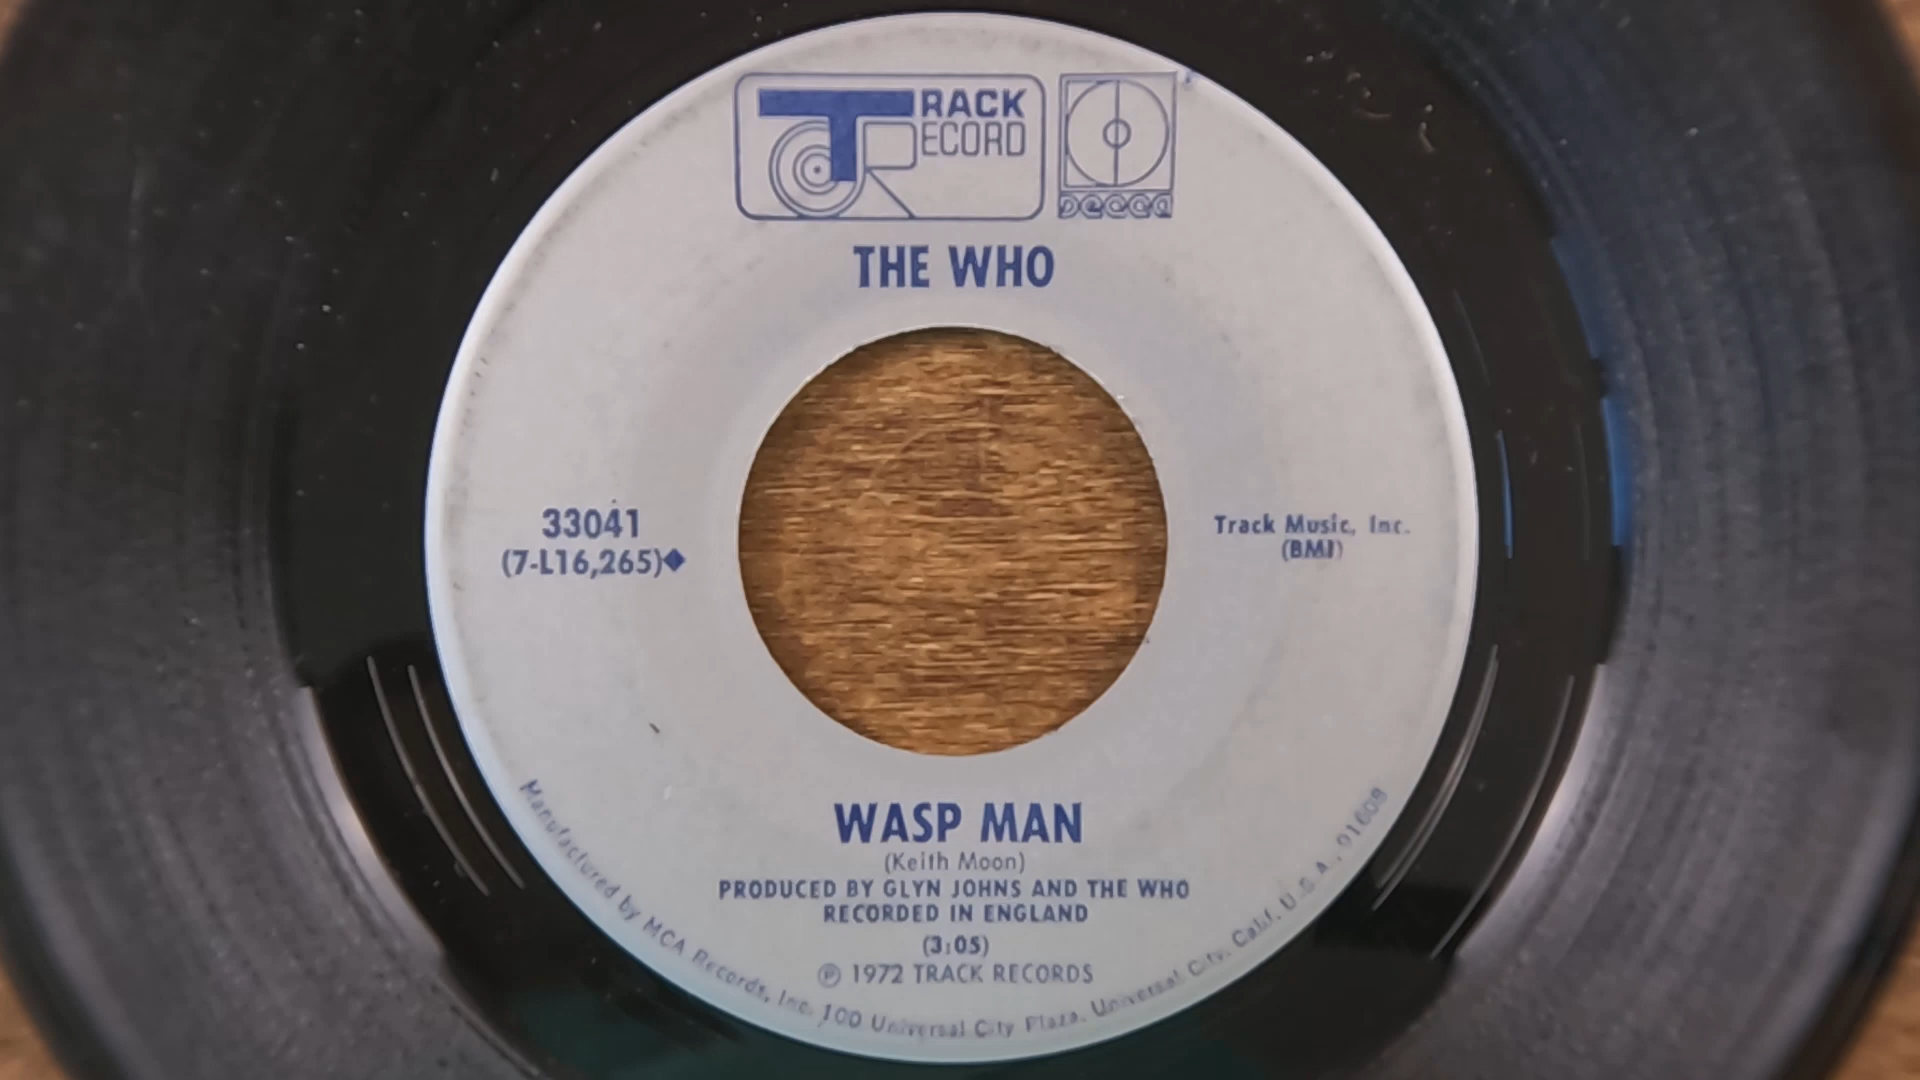 TRACK
RECORD
DECCA
THE WHO
33041
(7-L16,265)◆
Track Music, Inc.
(BMI)
WASP MAN
(Keith Moon)
PRODUCED BY GLYN JOHNS AND THE WHO
RECORDED IN ENGLAND
(3:05)
Ⓟ 1972 TRACK RECORDS
Manufactured by MCA Records, Inc. 100 Universal City Plaza, Universal City, Calif. U.S.A. 91608